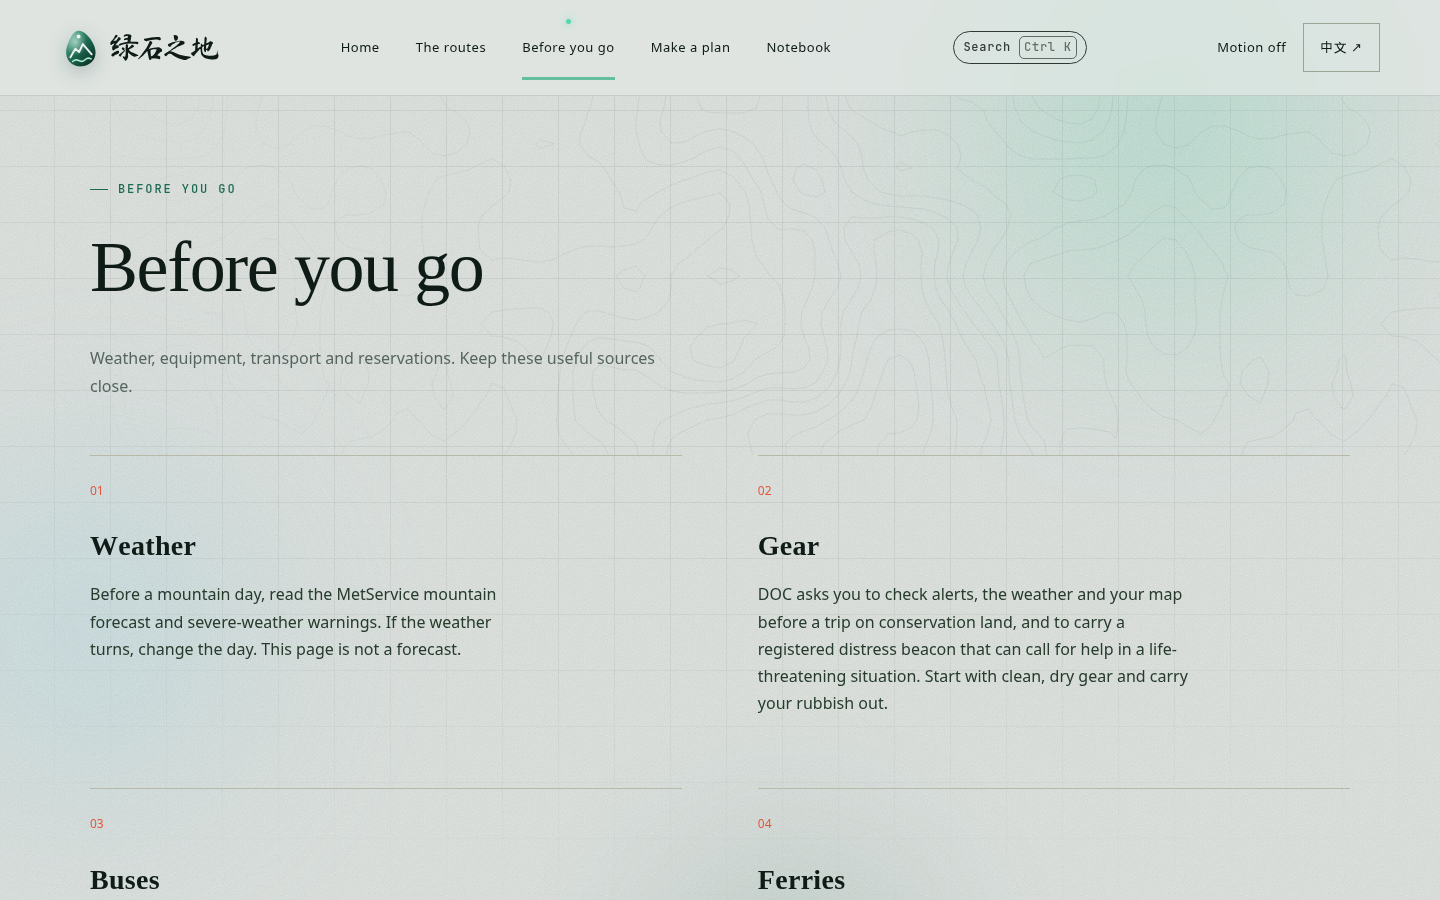 绿石之地
Home
The routes
Before you go
Make a plan
Notebook
Search Ctrl K
Motion off
中文 ↗
BEFORE YOU GO
Before you go
Weather, equipment, transport and reservations. Keep these useful sources
close.
01
Weather
Before a mountain day, read the MetService mountain
forecast and severe-weather warnings. If the weather
turns, change the day. This page is not a forecast.
02
Gear
DOC asks you to check alerts, the weather and your map
before a trip on conservation land, and to carry a
registered distress beacon that can call for help in a life-
threatening situation. Start with clean, dry gear and carry
your rubbish out.
03
Buses
04
Ferries